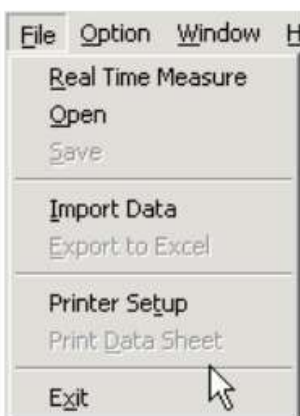 File Option Window H
Real Time Measure
Open
Save
Import Data
Export to Excel
Printer Setup
Print Data Sheet
Exit